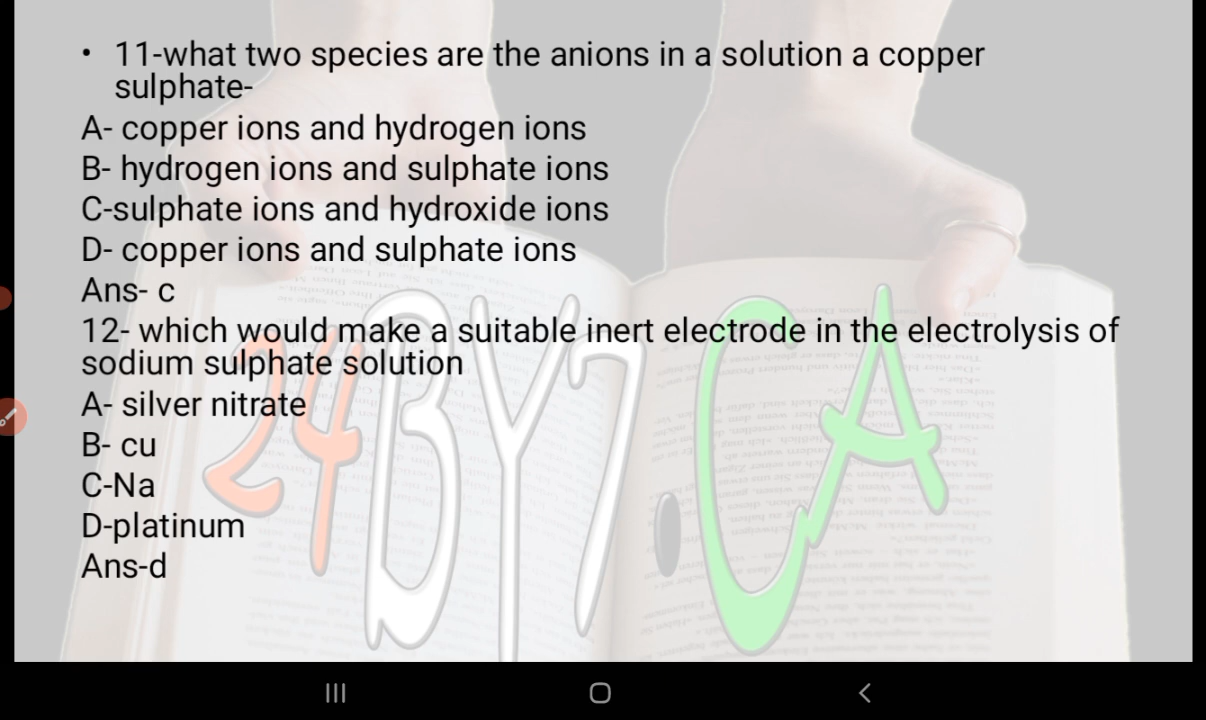 • 11-what two species are the anions in a solution a copper
sulphate-
A- copper ions and hydrogen ions
B- hydrogen ions and sulphate ions
C-sulphate ions and hydroxide ions
D- copper ions and sulphate ions
Ans- c
12- which would make a suitable inert electrode in the electrolysis of
sodium sulphate solution
A- silver nitrate
B- cu
C-Na
D-platinum
Ans-d
24BY7.CA